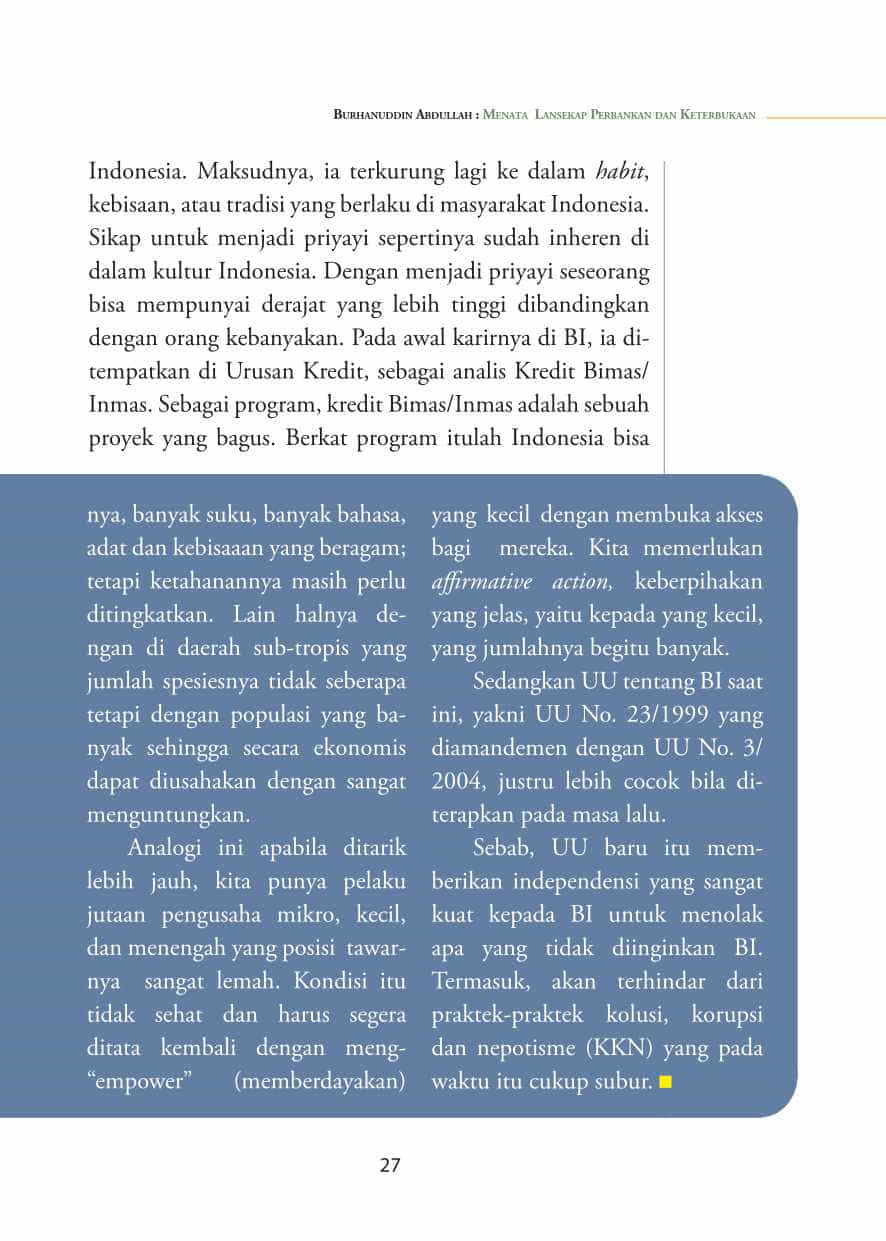 Burhanuddin Abdullah : Menata Lansekap Perbankan dan Keterbukaan
Indonesia. Maksudnya, ia terkurung lagi ke dalam habit,
kebisaan, atau tradisi yang berlaku di masyarakat Indonesia.
Sikap untuk menjadi priyayi sepertinya sudah inheren di
dalam kultur Indonesia. Dengan menjadi priyayi seseorang
bisa mempunyai derajat yang lebih tinggi dibandingkan
dengan orang kebanyakan. Pada awal karirnya di BI, ia di-
tempatkan di Urusan Kredit, sebagai analis Kredit Bimas/
Inmas. Sebagai program, kredit Bimas/Inmas adalah sebuah
proyek yang bagus. Berkat program itulah Indonesia bisa
nya, banyak suku, banyak bahasa,
adat dan kebisaaan yang beragam;
tetapi ketahanannya masih perlu
ditingkatkan. Lain halnya de-
ngan di daerah sub-tropis yang
jumlah spesiesnya tidak seberapa
tetapi dengan populasi yang ba-
nyak sehingga secara ekonomis
dapat diusahakan dengan sangat
menguntungkan.
Analogi ini apabila ditarik
lebih jauh, kita punya pelaku
jutaan pengusaha mikro, kecil,
dan menengah yang posisi tawar-
nya sangat lemah. Kondisi itu
tidak sehat dan harus segera
ditata kembali dengan meng-
“empower” (memberdayakan)
yang kecil dengan membuka akses
bagi mereka. Kita memerlukan
affirmative action, keberpihakan
yang jelas, yaitu kepada yang kecil,
yang jumlahnya begitu banyak.
Sedangkan UU tentang BI saat
ini, yakni UU No. 23/1999 yang
diamandemen dengan UU No. 3/
2004, justru lebih cocok bila di-
terapkan pada masa lalu.
Sebab, UU baru itu mem-
berikan independensi yang sangat
kuat kepada BI untuk menolak
apa yang tidak diinginkan BI.
Termasuk, akan terhindar dari
praktek-praktek kolusi, korupsi
dan nepotisme (KKN) yang pada
waktu itu cukup subur.
27